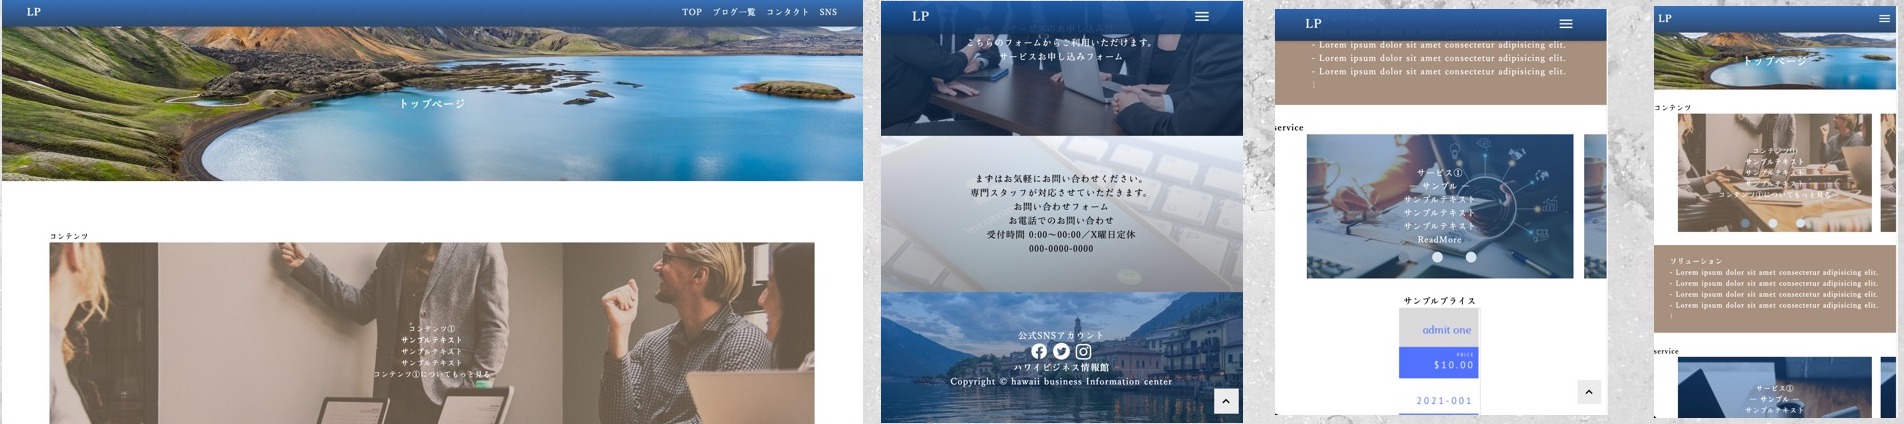 LP
TOP ブログ一覧 コンタクト SNS
トップページ
コンテンツ
コンテンツ①
サンプルテキスト
サンプルテキスト
サンプルテキスト
コンテンツ①についてもっと見る
LP
こちらのフォームからご利用いただけます。
サービスお申し込みフォーム
まずはお気軽にお問い合わせください。
専門スタッフが対応させていただきます。
お問い合わせフォーム
お電話でのお問い合わせ
受付時間 0:00～00:00／X曜日定休
000-0000-0000
公式SNSアカウント
ハワイビジネス情報館
Copyright © hawaii business Information center
LP
- Lorem ipsum dolor sit amet consectetur adipisicing elit.
- Lorem ipsum dolor sit amet consectetur adipisicing elit.
- Lorem ipsum dolor sit amet consectetur adipisicing elit.
⋮
service
サービス①
― サンプル ―
サンプルテキスト
サンプルテキスト
サンプルテキスト
ReadMore
サンプルプライス
admit one
PRICE
$10.00
2021-001
LP
トップページ
コンテンツ
コンテンツ①
サンプルテキスト
サンプルテキスト
サンプルテキスト
コンテンツ①についてもっと見る
ソリューション
- Lorem ipsum dolor sit amet consectetur adipisicing elit.
- Lorem ipsum dolor sit amet consectetur adipisicing elit.
- Lorem ipsum dolor sit amet consectetur adipisicing elit.
- Lorem ipsum dolor sit amet consectetur adipisicing elit.
⋮
service
サービス①
― サンプル ―
サンプルテキスト